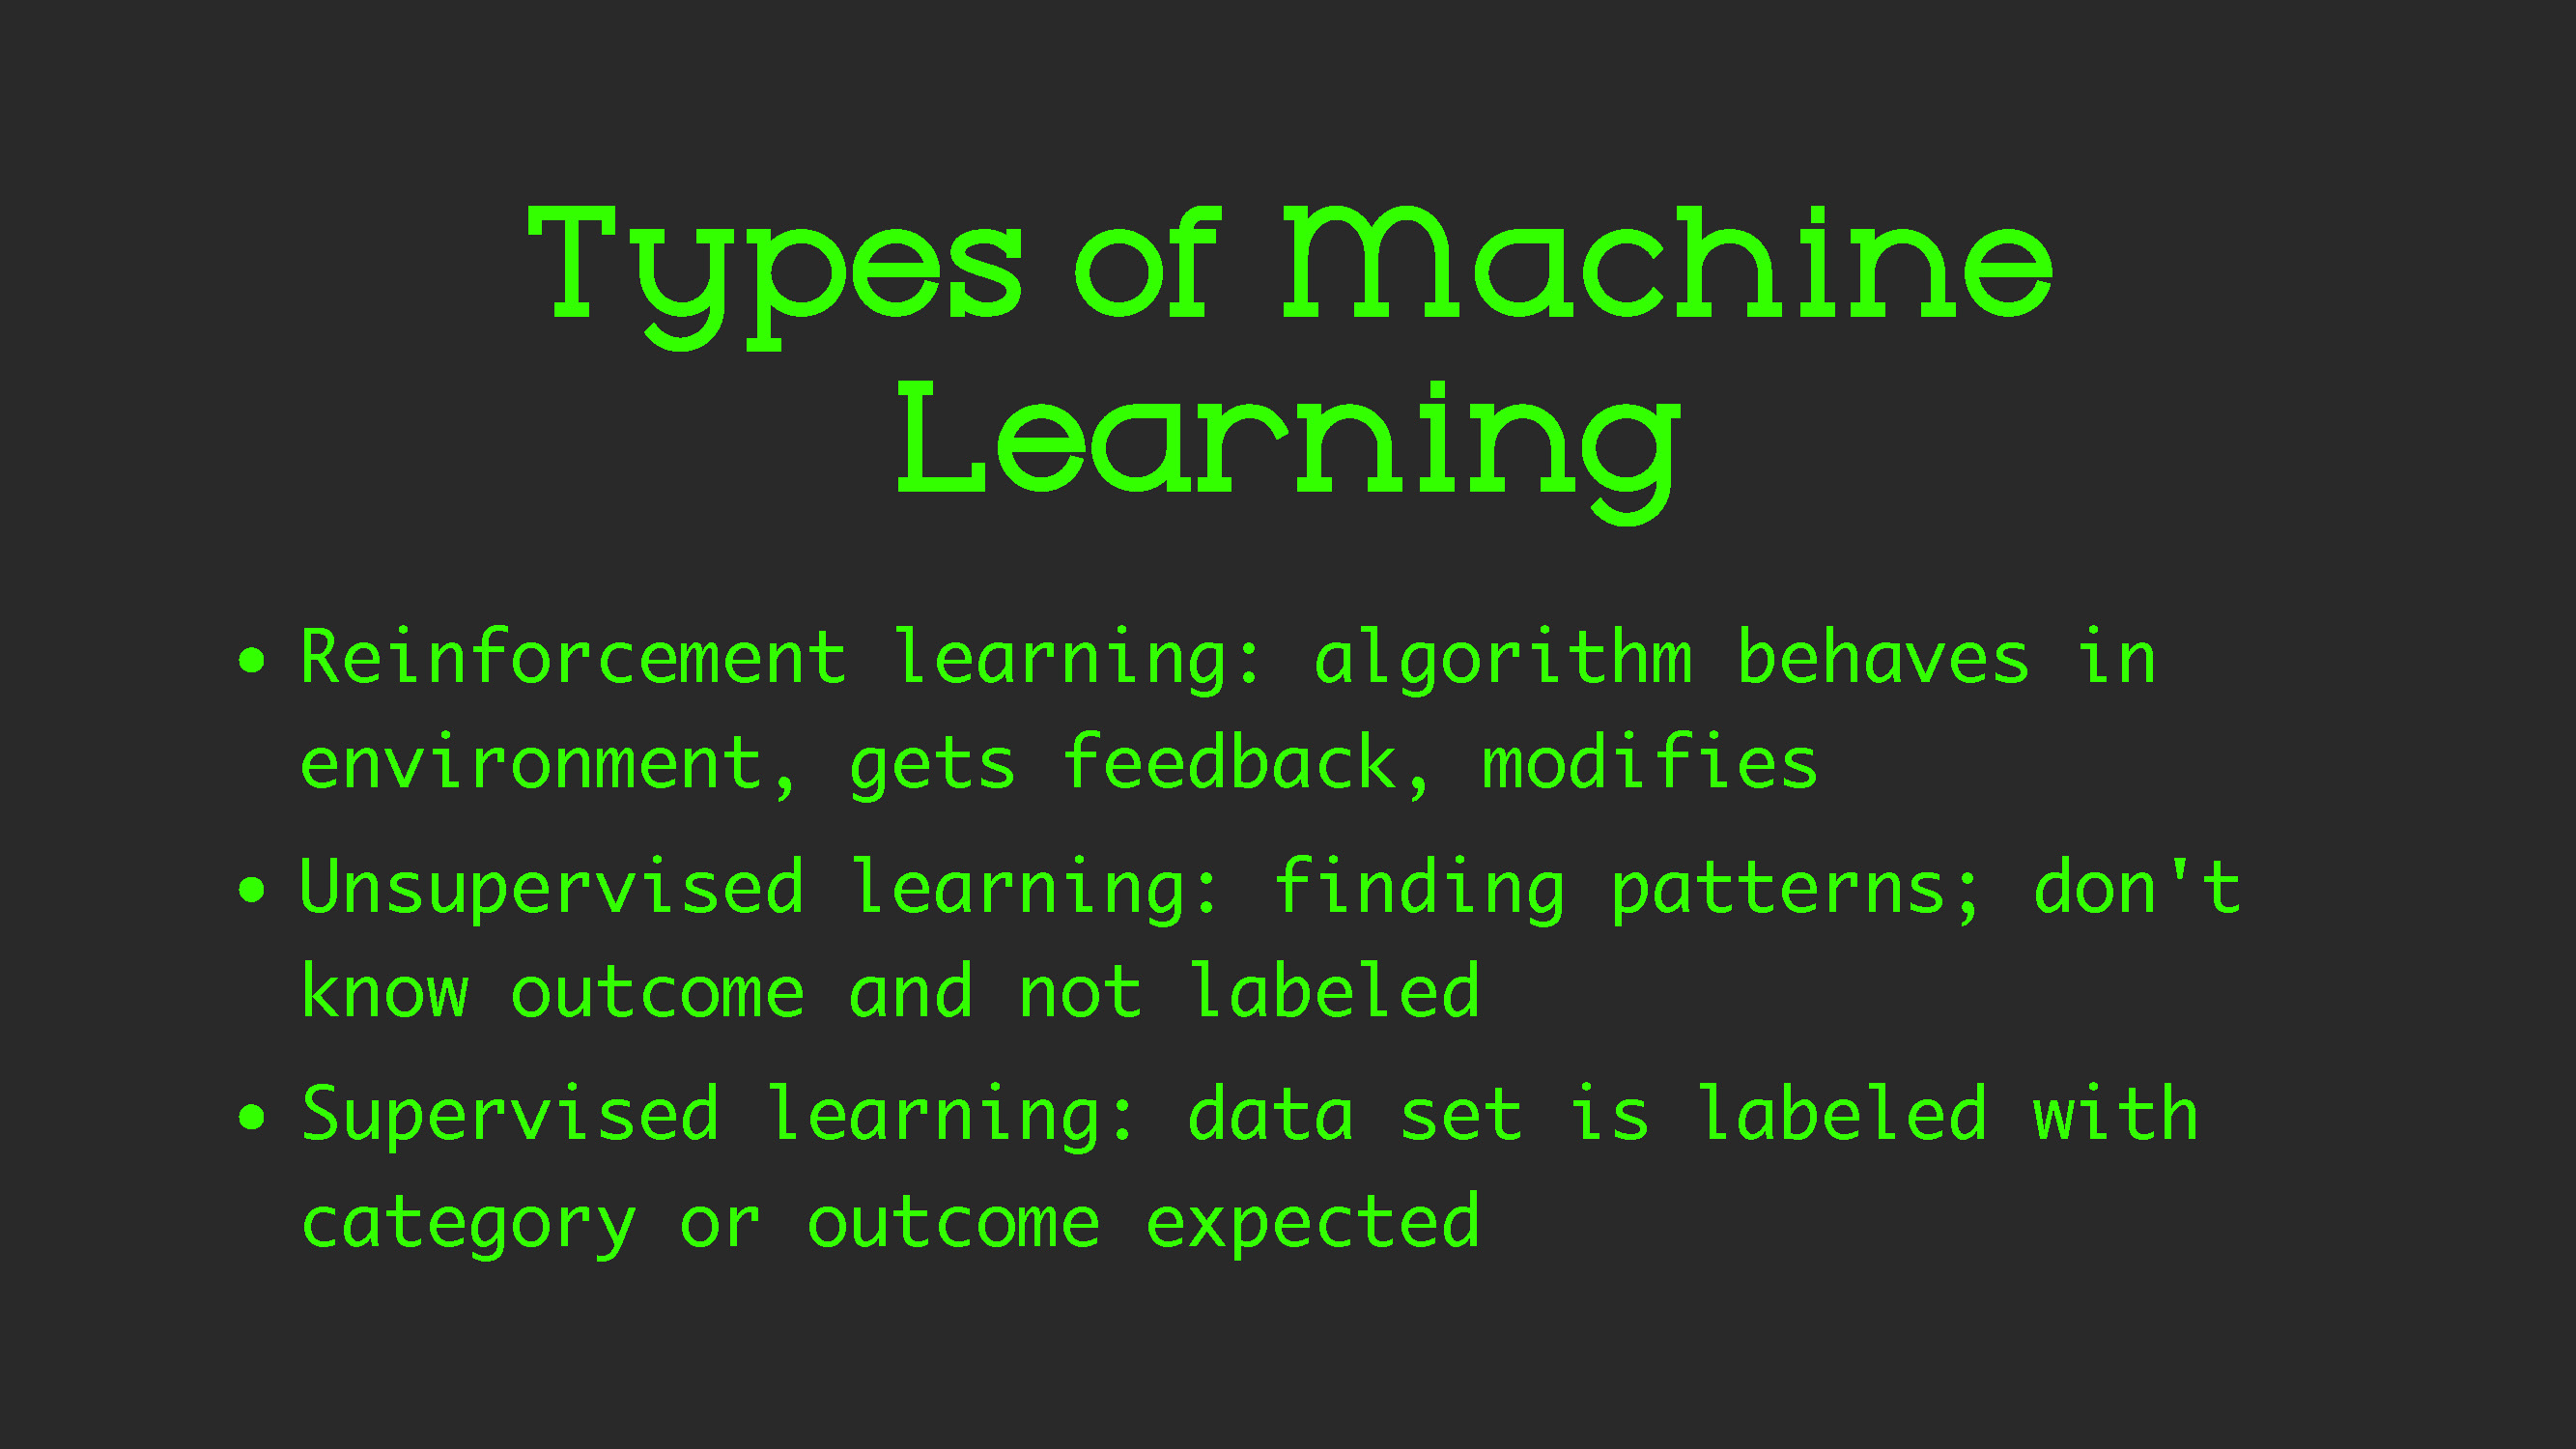 Types of Machine
Learning
• Reinforcement learning: algorithm behaves in
environment, gets feedback, modifies
• Unsupervised learning: finding patterns; don't
know outcome and not labeled
• Supervised learning: data set is labeled with
category or outcome expected